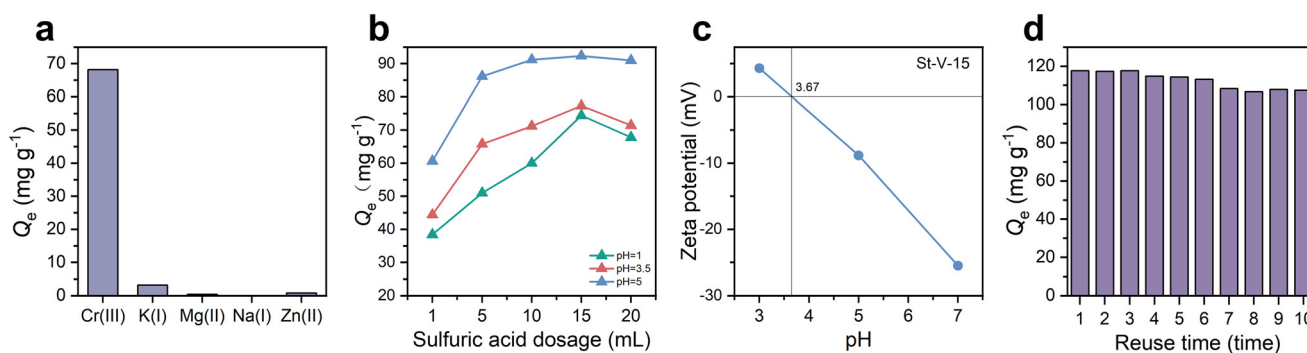 a
Qe (mg g-1)
70
60
50
40
30
20
10
0
Cr(III) K(I) Mg(II) Na(I) Zn(II)
b
Qe (mg g-1)
100
90
80
70
60
50
40
30
20
pH=1
pH=3.5
pH=5
1 5 10 15 20
Sulfuric acid dosage (mL)
c
St-V-15
3.67
Zeta potential (mV)
10
0
-10
-20
-30
3 4 5 6 7
pH
d
Qe (mg g-1)
120
100
80
60
40
20
0
1 2 3 4 5 6 7 8 9 10
Reuse time (time)